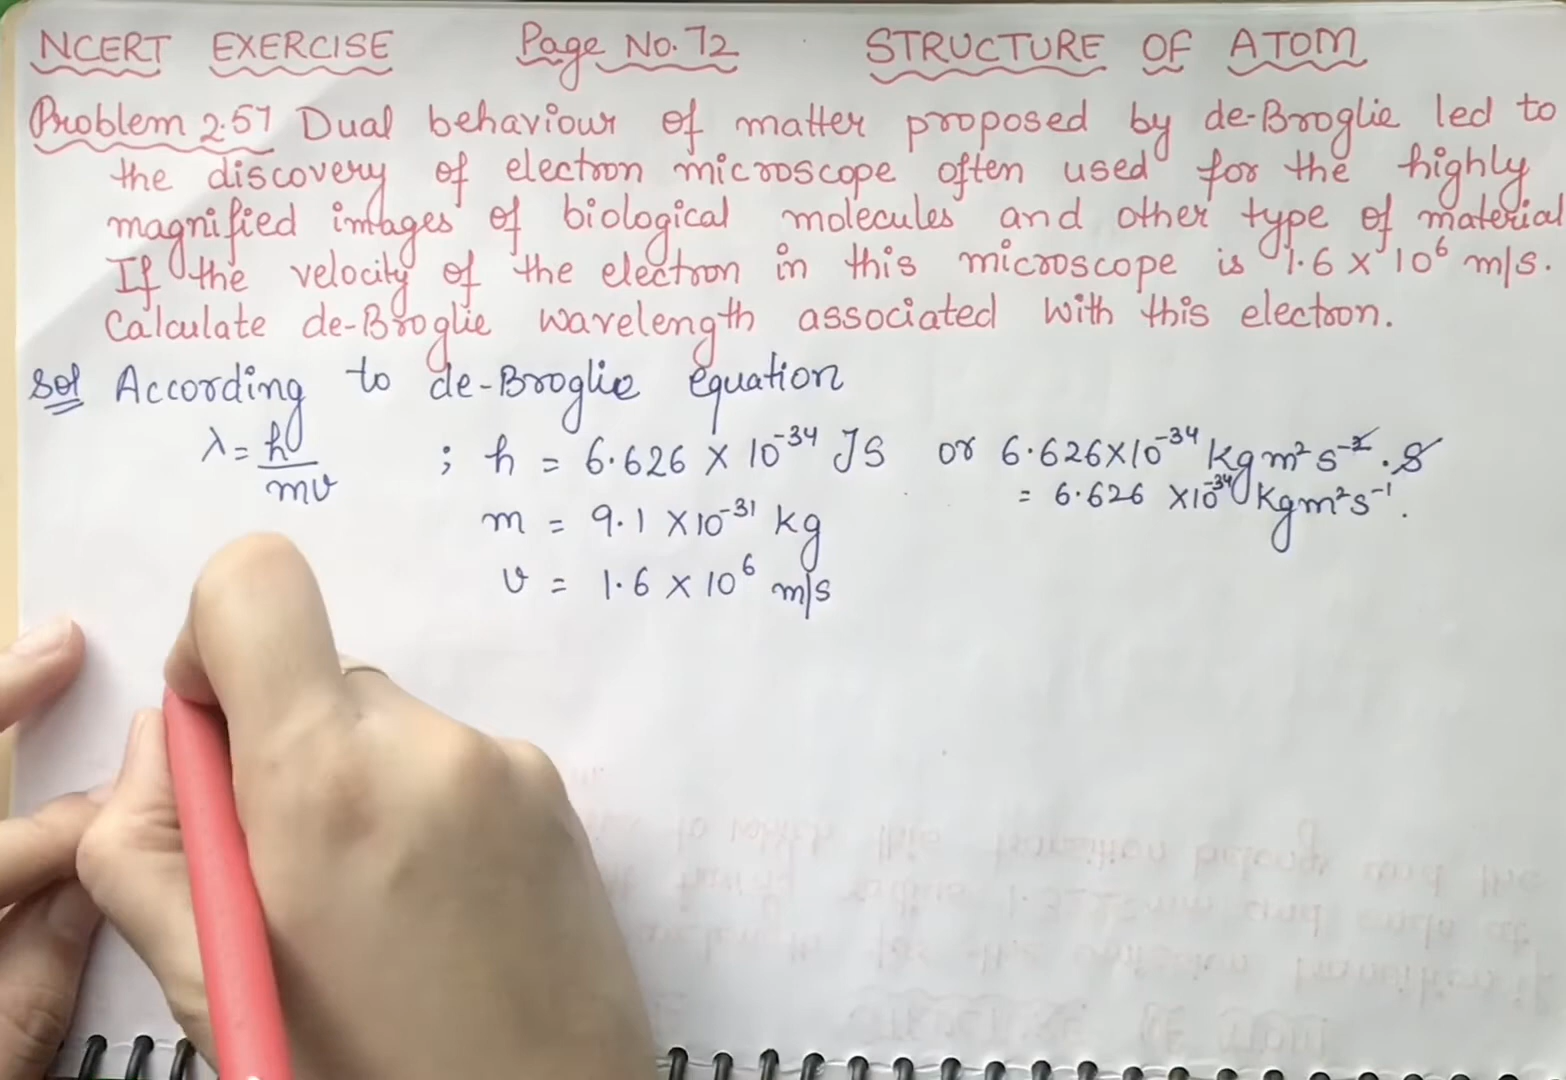 NCERT EXERCISE Page No. 72 STRUCTURE OF ATOM
Problem 2.57 Dual behaviour of matter proposed by de-Broglie led to
the discovery of electron microscope often used for the highly
magnified images of biological molecules and other type of material
If the velocity of the electron in this microscope is 1.6 × 10⁶ m/s.
Calculate de-Broglie wavelength associated with this electron.
Sol According to de-Broglie equation
λ = h/mv ; h = 6.626 × 10⁻³⁴ JS or 6.626×10⁻³⁴ kgm²s⁻².s
= 6.626 ×10⁻³⁴ Kgm²s⁻¹.
m = 9.1 ×10⁻³¹ kg
v = 1.6 × 10⁶ m/s